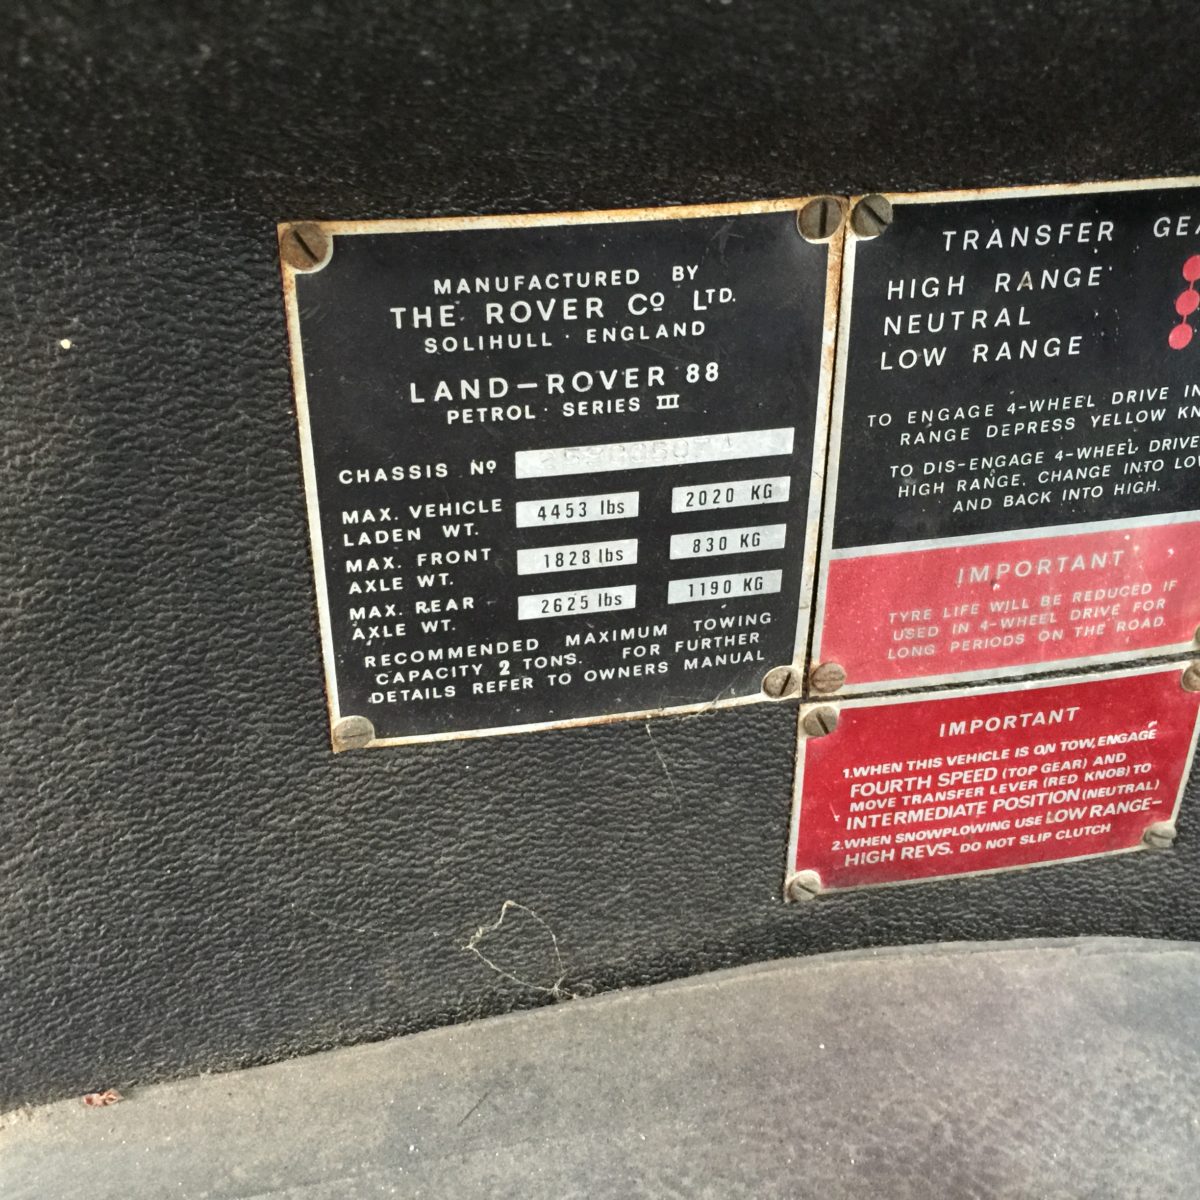 MANUFACTURED BY
THE ROVER Cº LTD.
SOLIHULL · ENGLAND
LAND-ROVER 88
PETROL · SERIES III
CHASSIS Nº
MAX. VEHICLE
LADEN WT.
4453 lbs
2020 KG
MAX. FRONT
AXLE WT.
1828 lbs
830 KG
MAX. REAR
AXLE WT.
2625 lbs
1190 KG
RECOMMENDED MAXIMUM TOWING
CAPACITY 2 TONS. FOR FURTHER
DETAILS REFER TO OWNERS MANUAL
TRANSFER GEA
HIGH RANGE
NEUTRAL
LOW RANGE
TO ENGAGE 4-WHEEL DRIVE IN
RANGE DEPRESS YELLOW KN
TO DIS-ENGAGE 4-WHEEL DRIVE
HIGH RANGE, CHANGE INTO LOW
AND BACK INTO HIGH.
IMPORTANT
TYRE LIFE WILL BE REDUCED IF
USED IN 4-WHEEL DRIVE FOR
LONG PERIODS ON THE ROAD.
IMPORTANT
1.WHEN THIS VEHICLE IS ON TOW, ENGAGE
FOURTH SPEED (TOP GEAR) AND
MOVE TRANSFER LEVER (RED KNOB) TO
INTERMEDIATE POSITION (NEUTRAL)
2.WHEN SNOWPLOWING USE LOW RANGE-
HIGH REVS. DO NOT SLIP CLUTCH